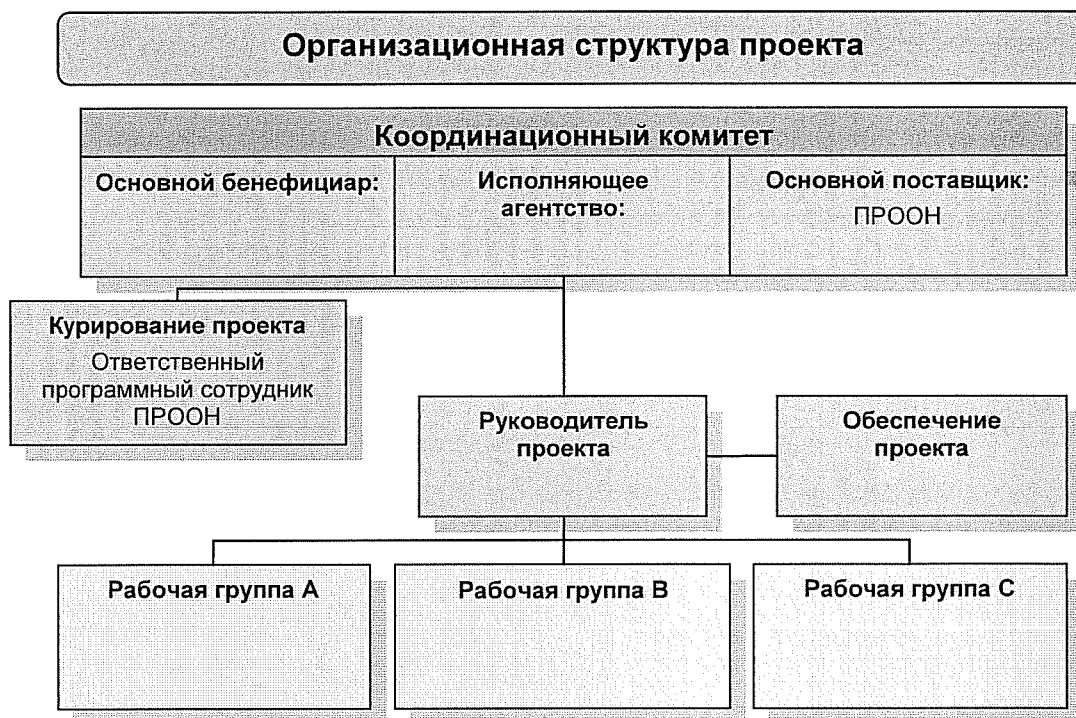 Организационная структура проекта
Координационный комитет
Основной бенефициар:
Исполняющее
агентство:
Основной поставщик:
ПРООН
Курирование проекта
Ответственный
программный сотрудник
ПРООН
Руководитель
проекта
Обеспечение
проекта
Рабочая группа А
Рабочая группа В
Рабочая группа С